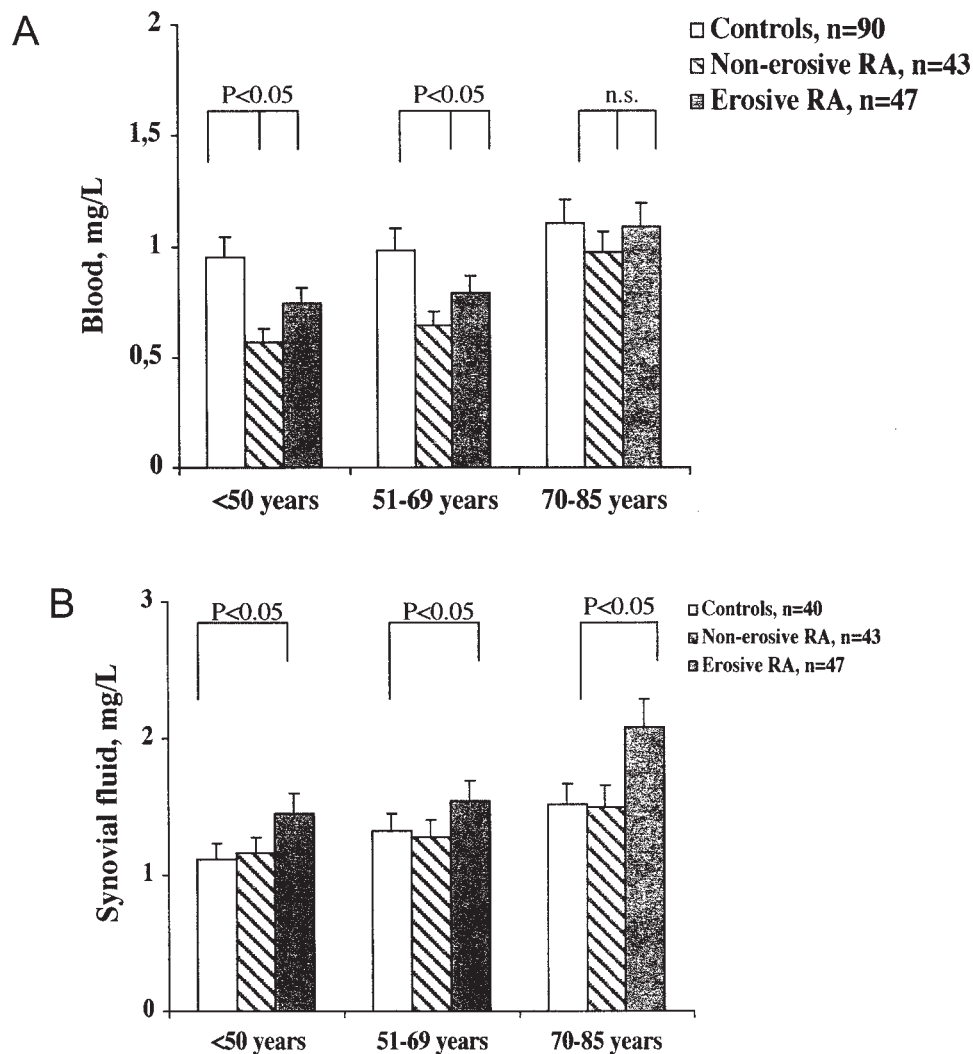 A
2
1,5
1
0,5
0
Blood, mg/L
P<0.05
P<0.05
n.s.
Controls, n=90
Non-erosive RA, n=43
Erosive RA, n=47
<50 years
51-69 years
70-85 years
B
3
2
1
0
Synovial fluid, mg/L
P<0.05
P<0.05
P<0.05
Controls, n=40
Non-erosive RA, n=43
Erosive RA, n=47
<50 years
51-69 years
70-85 years